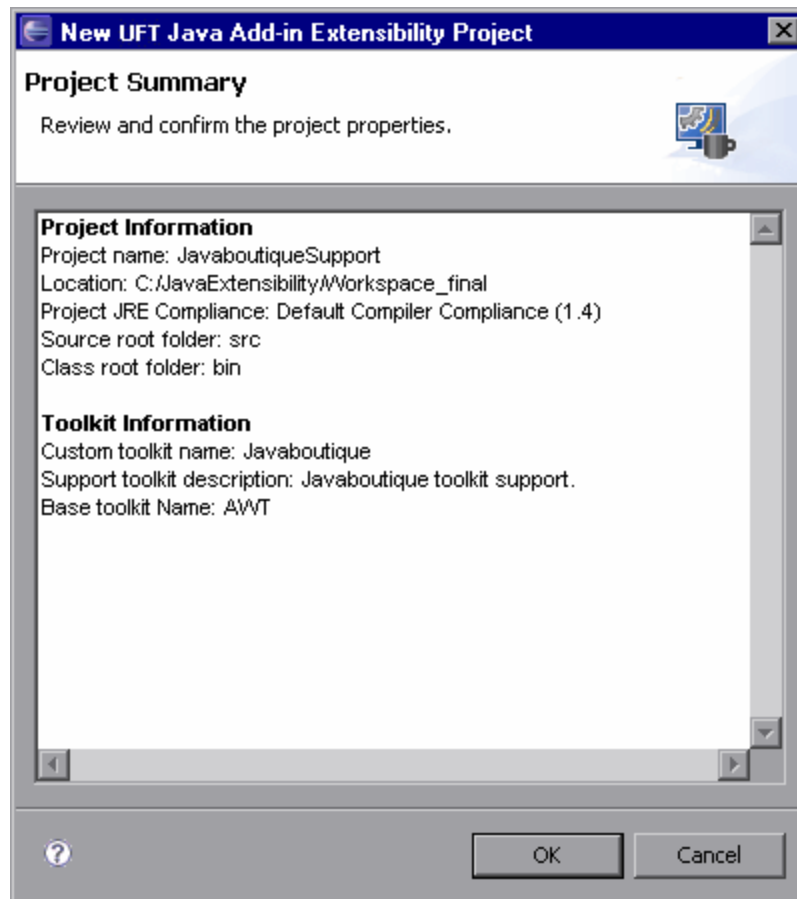 New UFT Java Add-in Extensibility Project
Project Summary
Review and confirm the project properties.
Project Information
Project name: JavaboutiqueSupport
Location: C:/JavaExtensibility/Workspace_final
Project JRE Compliance: Default Compiler Compliance (1.4)
Source root folder: src
Class root folder: bin
Toolkit Information
Custom toolkit name: Javaboutique
Support toolkit description: Javaboutique toolkit support.
Base toolkit Name: AWT
?
OK
Cancel